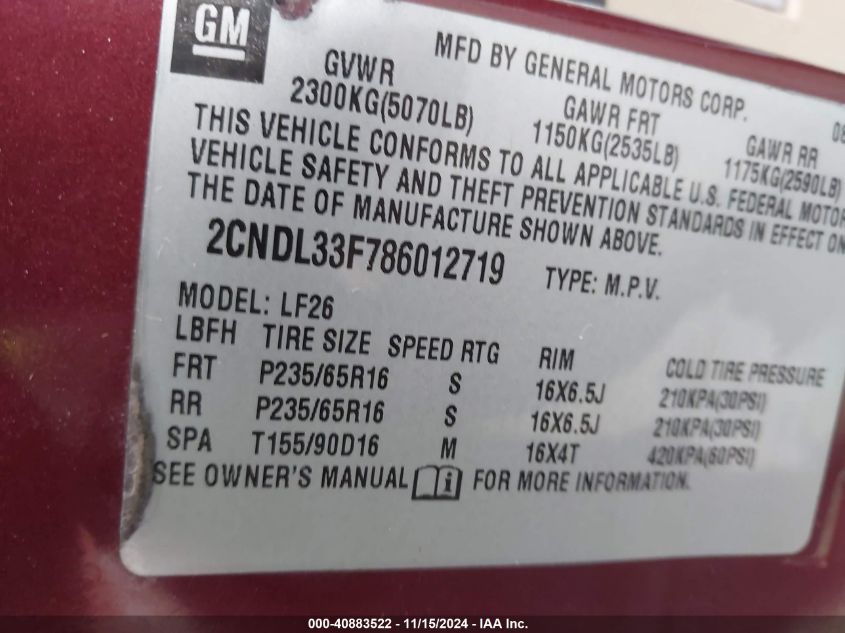 GM
MFD BY GENERAL MOTORS CORP.
08
GVWR GAWR FRT GAWR RR
2300KG(5070LB) 1150KG(2535LB) 1175KG(2590LB)
THIS VEHICLE CONFORMS TO ALL APPLICABLE U.S. FEDERAL MOTOR
VEHICLE SAFETY AND THEFT PREVENTION STANDARDS IN EFFECT ON
THE DATE OF MANUFACTURE SHOWN ABOVE.
2CNDL33F786012719 TYPE: M.P.V.
MODEL: LF26
LBFH TIRE SIZE SPEED RTG RIM COLD TIRE PRESSURE
FRT P235/65R16 S 16X6.5J 210KPA(30PSI)
RR P235/65R16 S 16X6.5J 210KPA(30PSI)
SPA T155/90D16 M 16X4T 420KPA(60PSI)
SEE OWNER'S MANUAL i FOR MORE INFORMATION.
000-40883522 - 11/15/2024 - IAA Inc.